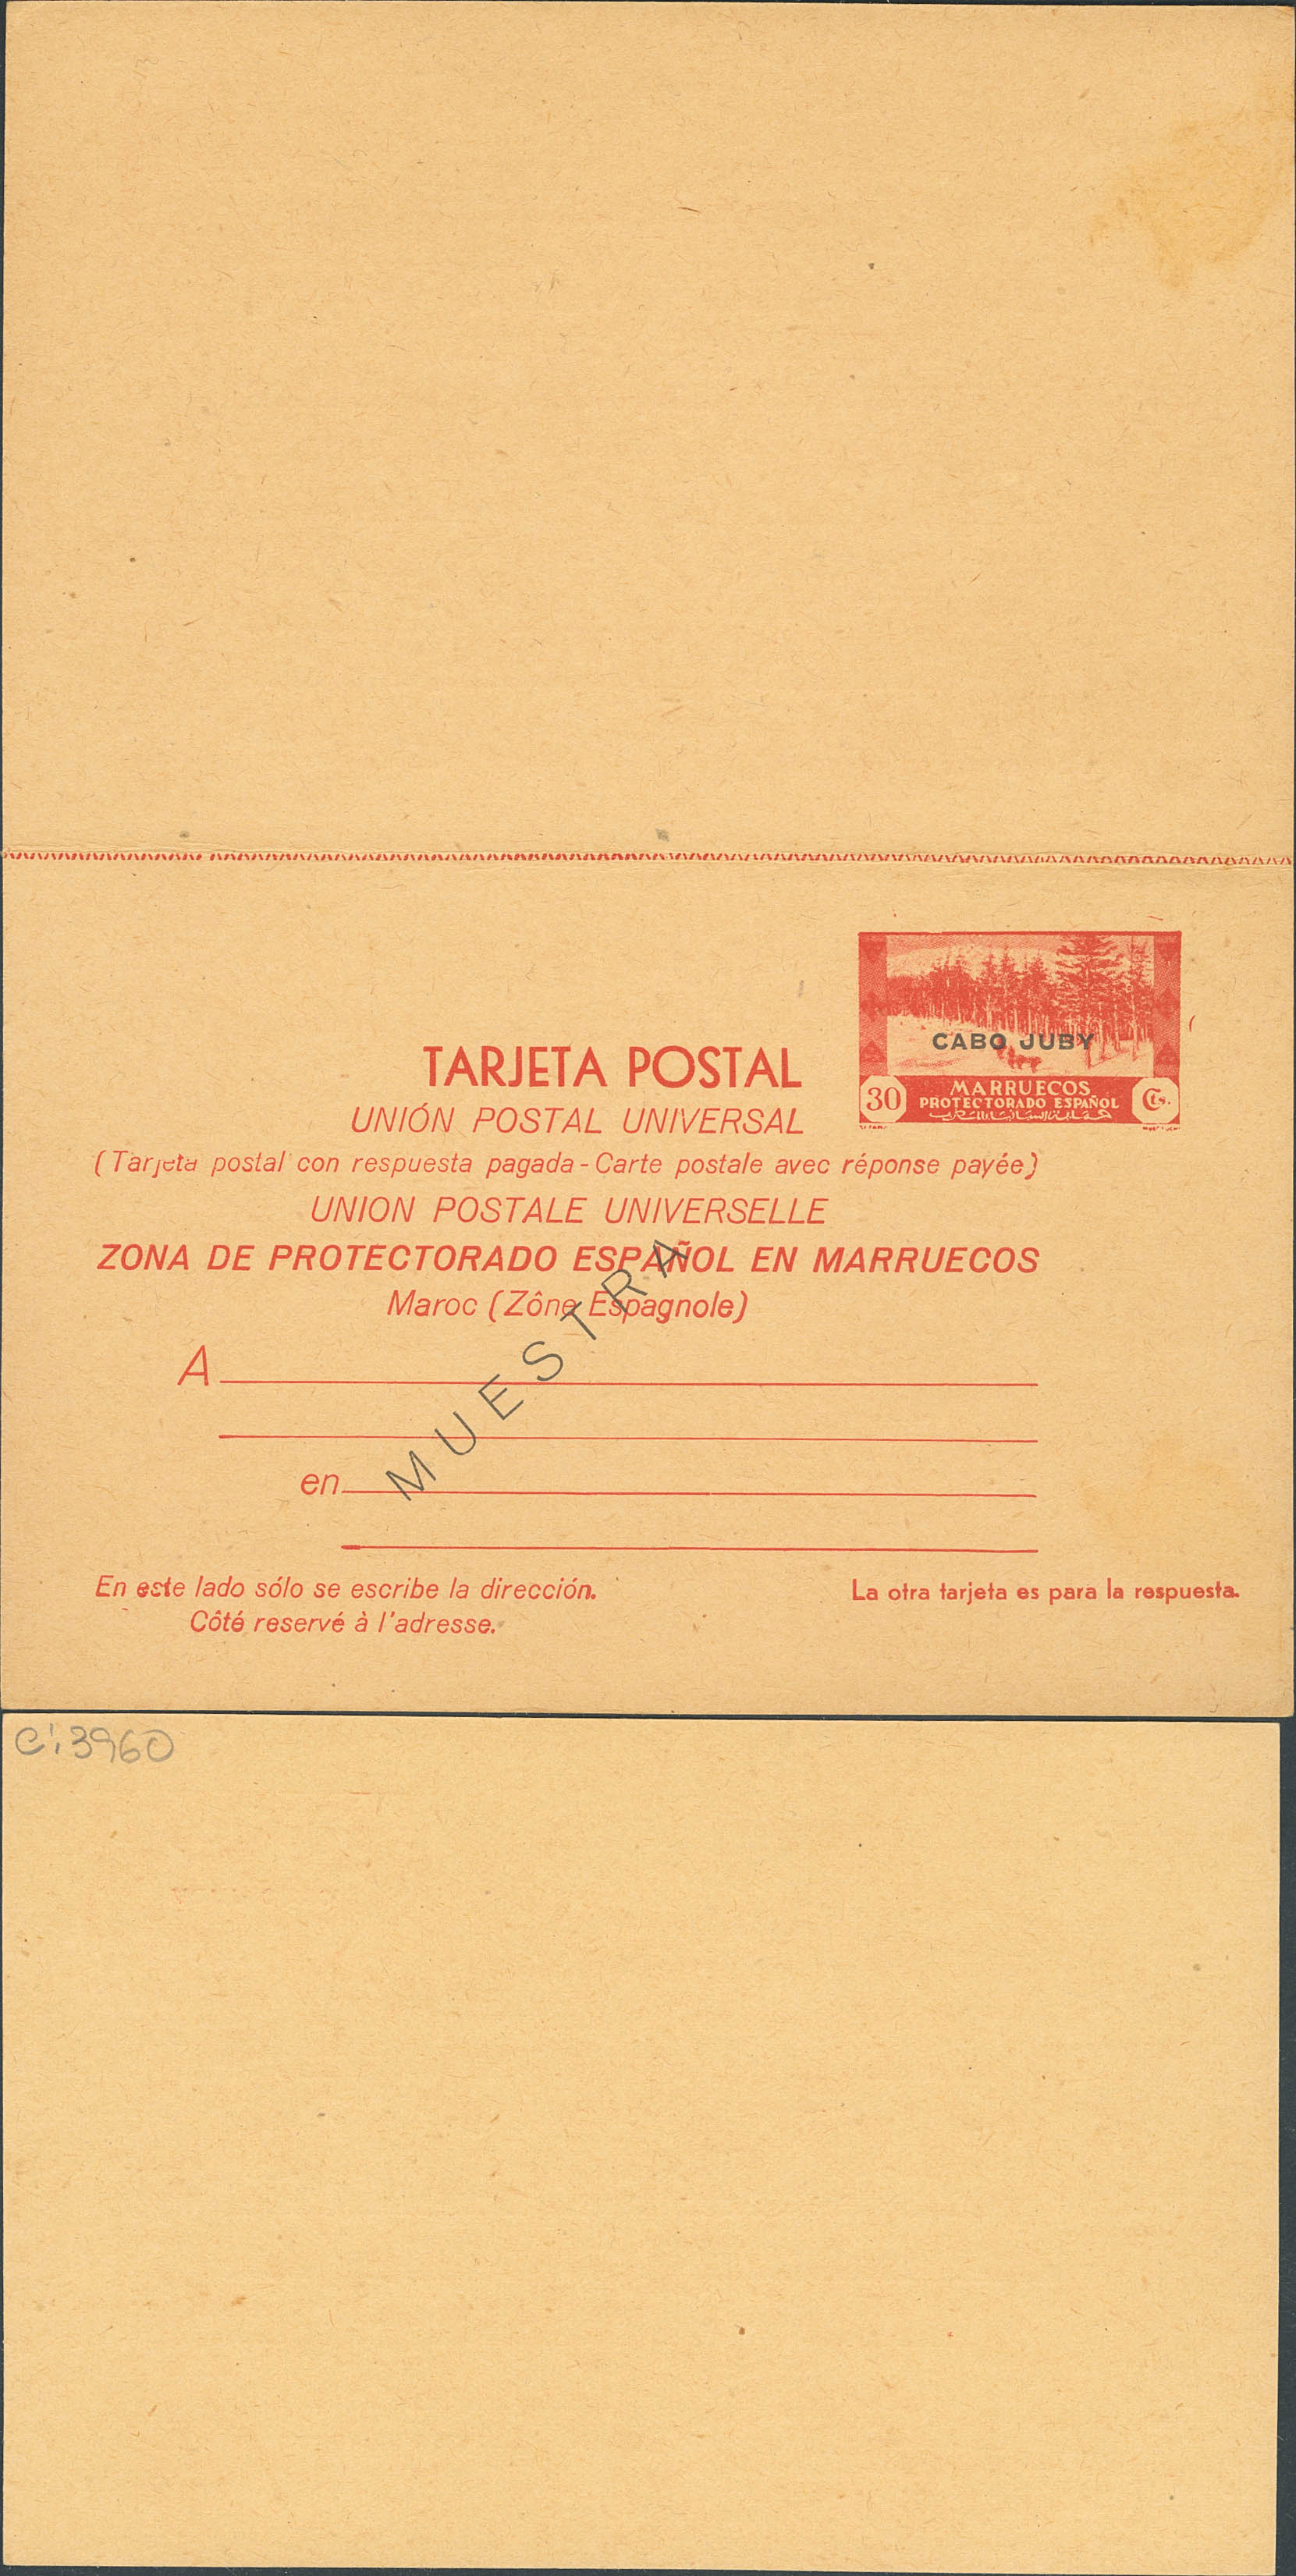 CABO JUBY
30 MARRUECOS Cts.
PROTECTORADO ESPAÑOL
TARJETA POSTAL
UNIÓN POSTAL UNIVERSAL
(Tarjeta postal con respuesta pagada - Carte postale avec réponse payée)
UNION POSTALE UNIVERSELLE
ZONA DE PROTECTORADO ESPAÑOL EN MARRUECOS
Maroc (Zône Espagnole)
MUESTRA
A
en
En este lado sólo se escribe la dirección.
Côté reservé à l'adresse.
La otra tarjeta es para la respuesta.
C:3960